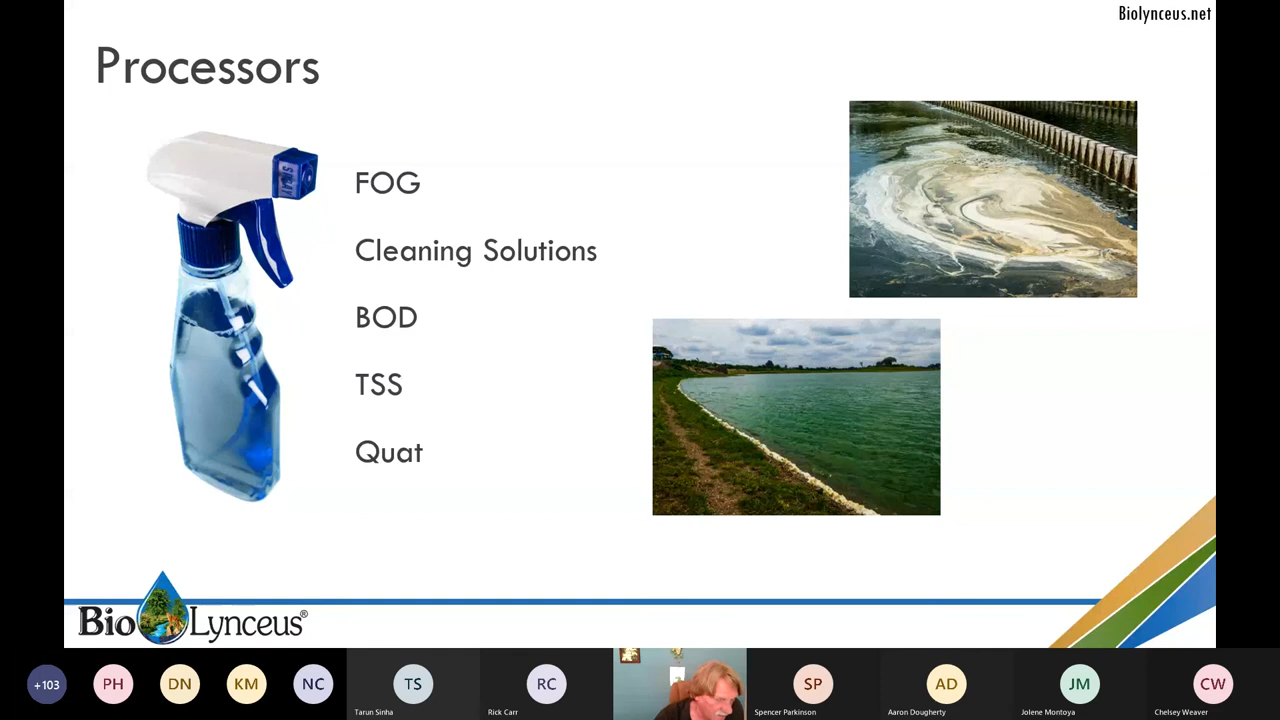 Biolynceus.net
Processors
FOG
Cleaning Solutions
BOD
TSS
Quat
BioLynceus®
+103
PH
DN
KM
NC
TS
Tarun Sinha
RC
Rick Carr
SP
Spencer Parkinson
AD
Aaron Dougherty
JM
Jolene Montoya
CW
Chelsey Weaver